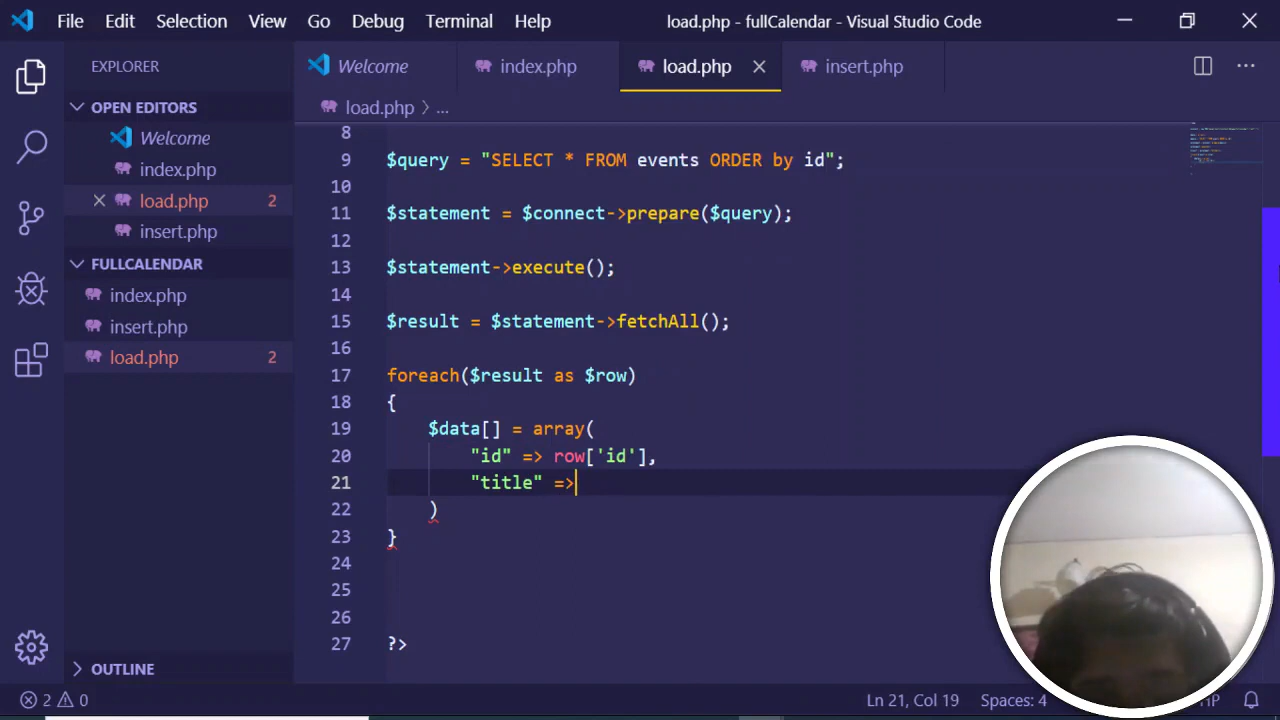 File Edit Selection View Go Debug Terminal Help load.php - fullCalendar - Visual Studio Code
EXPLORER
OPEN EDITORS
Welcome
index.php
load.php 2
insert.php
FULLCALENDAR
index.php
insert.php
load.php 2
OUTLINE
Welcome index.php load.php insert.php
load.php > ...
8
9 $query = "SELECT * FROM events ORDER by id";
10
11 $statement = $connect->prepare($query);
12
13 $statement->execute();
14
15 $result = $statement->fetchAll();
16
17 foreach($result as $row)
18 {
19 $data[] = array(
20 "id" => row['id'],
21 "title" =>
22 )
23 }
24
25
26
27 ?>
2 0 Ln 21, Col 19 Spaces: 4 HP